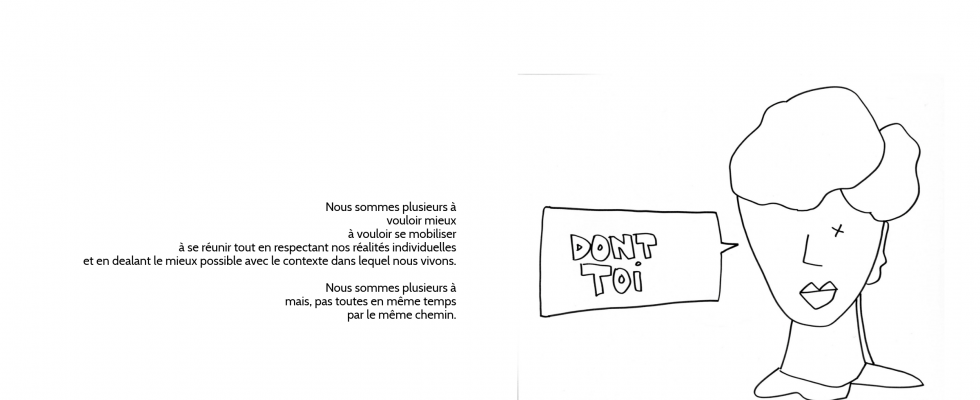 Nous sommes plusieurs à
vouloir mieux
à vouloir se mobiliser
à se réunir tout en respectant nos réalités individuelles
et en dealant le mieux possible avec le contexte dans lequel nous vivons.
Nous sommes plusieurs à
mais, pas toutes en même temps
par le même chemin.
DONT
TOi